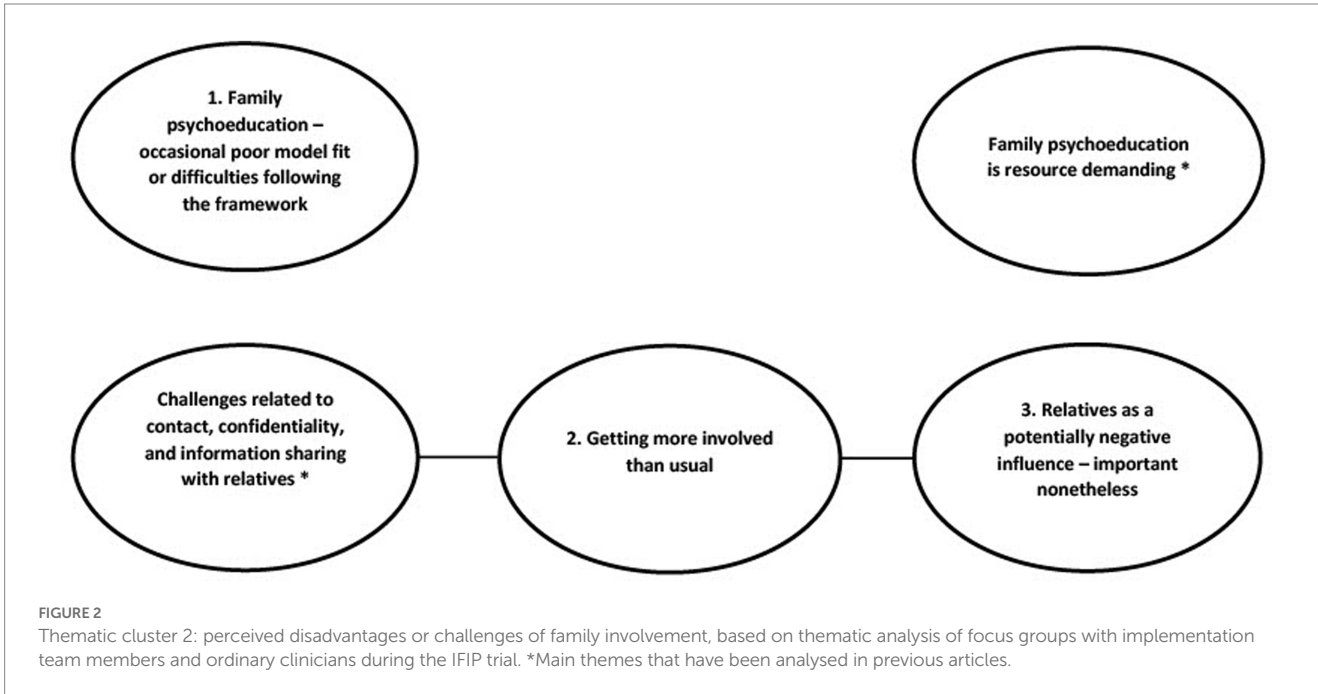 1. Family
psychoeducation –
occasional poor model fit
or difficulties following
the framework
Family psychoeducation
is resource demanding *
Challenges related to
contact, confidentiality,
and information sharing
with relatives *
2. Getting more involved
than usual
3. Relatives as a
potentially negative
influence – important
nonetheless
FIGURE 2
Thematic cluster 2: perceived disadvantages or challenges of family involvement, based on thematic analysis of focus groups with implementation
team members and ordinary clinicians during the IFIP trial. *Main themes that have been analysed in previous articles.